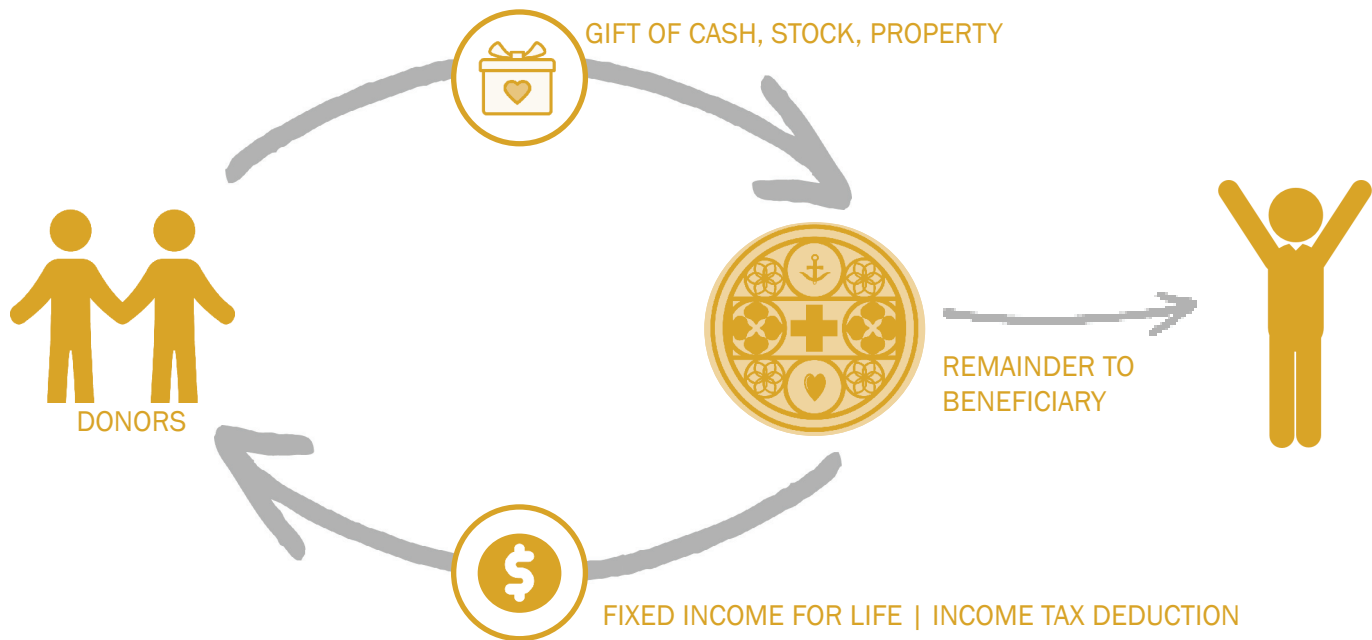 GIFT OF CASH, STOCK, PROPERTY
DONORS
REMAINDER TO
BENEFICIARY
$
FIXED INCOME FOR LIFE | INCOME TAX DEDUCTION